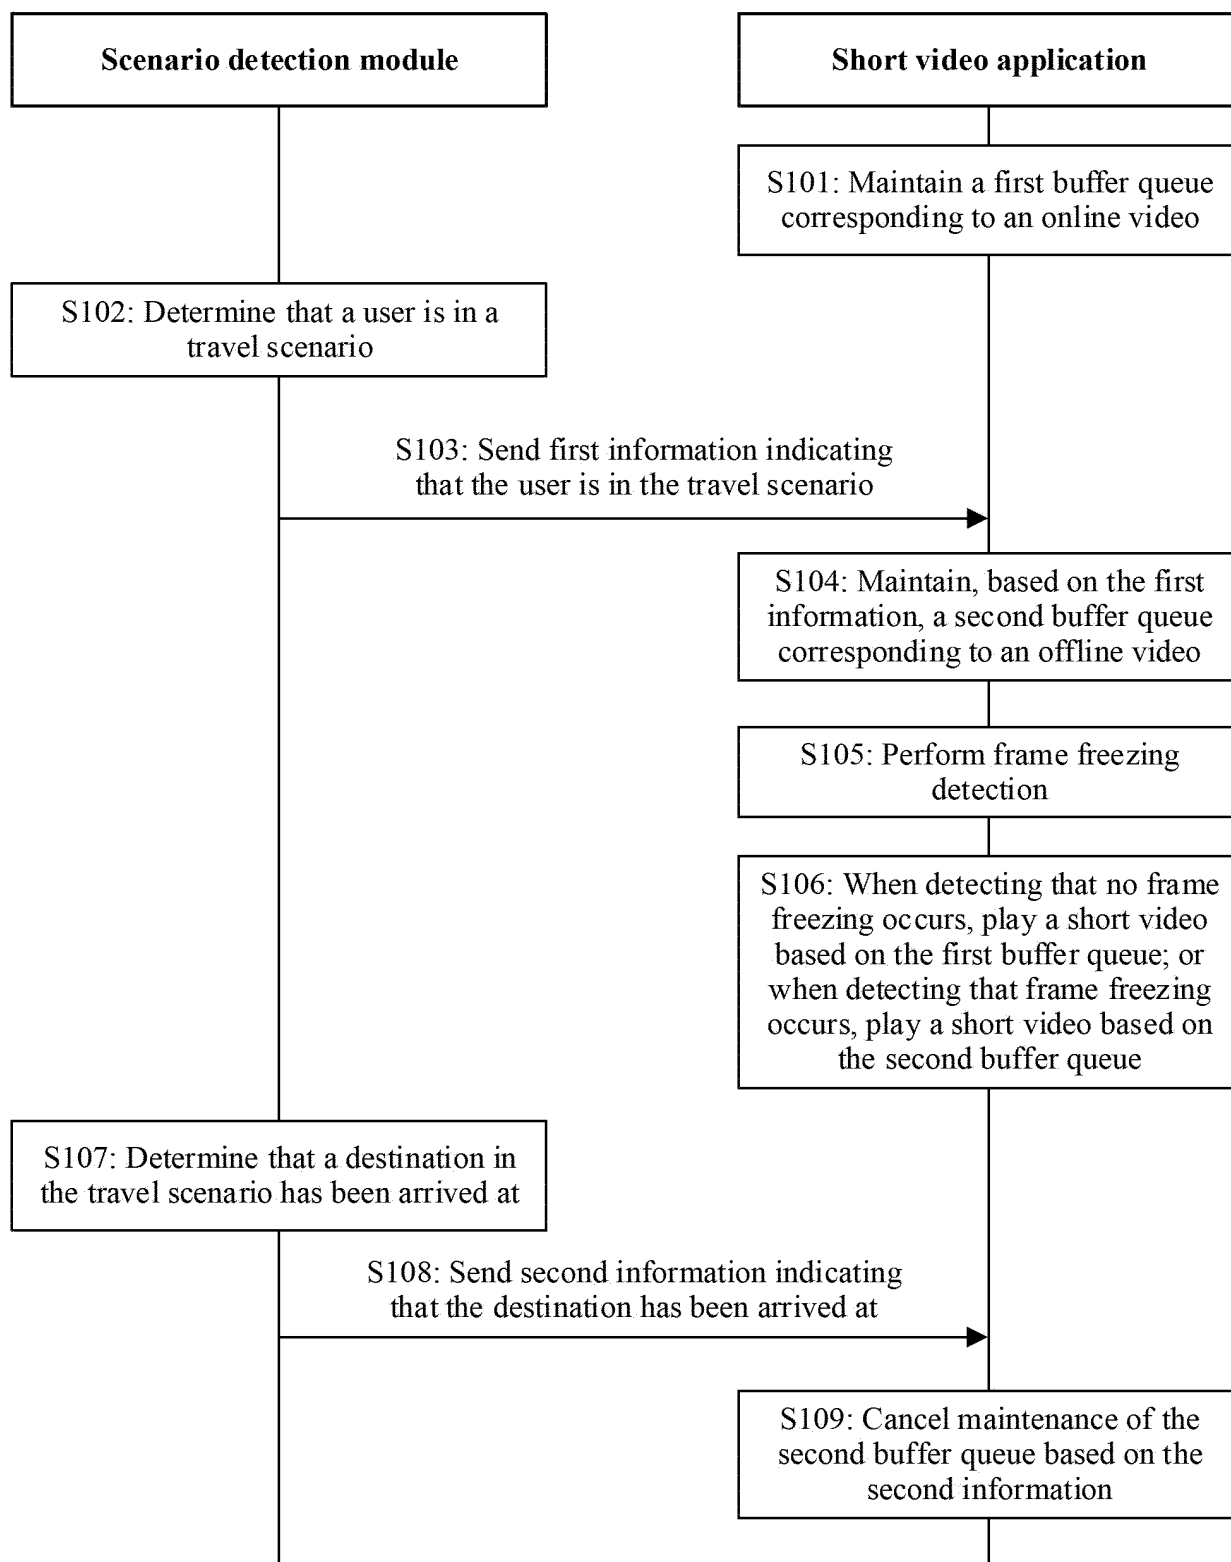 Scenario detection module
Short video application
S101: Maintain a first buffer queue
corresponding to an online video
S102: Determine that a user is in a
travel scenario
S103: Send first information indicating
that the user is in the travel scenario
S104: Maintain, based on the first
information, a second buffer queue
corresponding to an offline video
S105: Perform frame freezing
detection
S106: When detecting that no frame
freezing occurs, play a short video
based on the first buffer queue; or
when detecting that frame freezing
occurs, play a short video based on
the second buffer queue
S107: Determine that a destination in
the travel scenario has been arrived at
S108: Send second information indicating
that the destination has been arrived at
S109: Cancel maintenance of the
second buffer queue based on the
second information